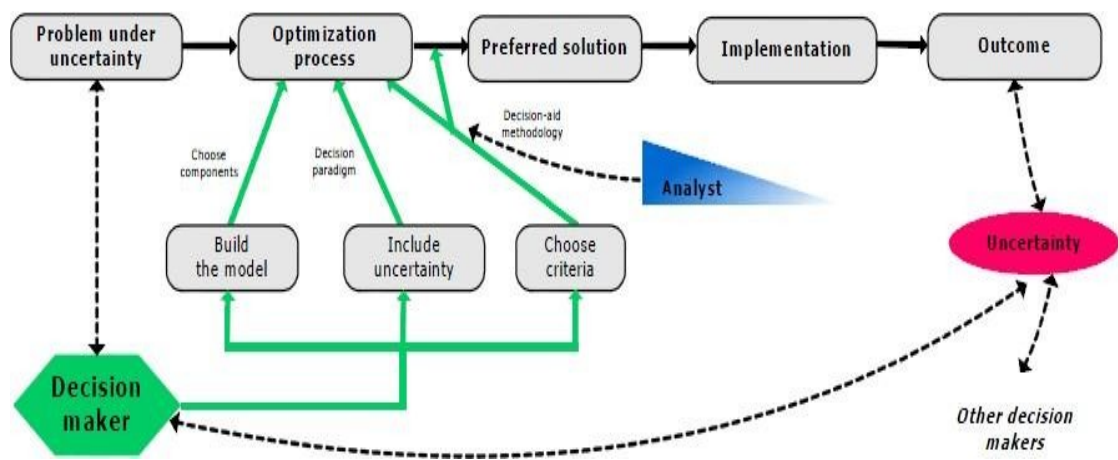 Problem under
uncertainty
Optimization
process
Preferred solution
Implementation
Outcome
Decision-aid
methodology
Choose
components
Decision
paradigm
Analyst
Build
the model
Include
uncertainty
Choose
criteria
Uncertainty
Decision
maker
Other decision
makers